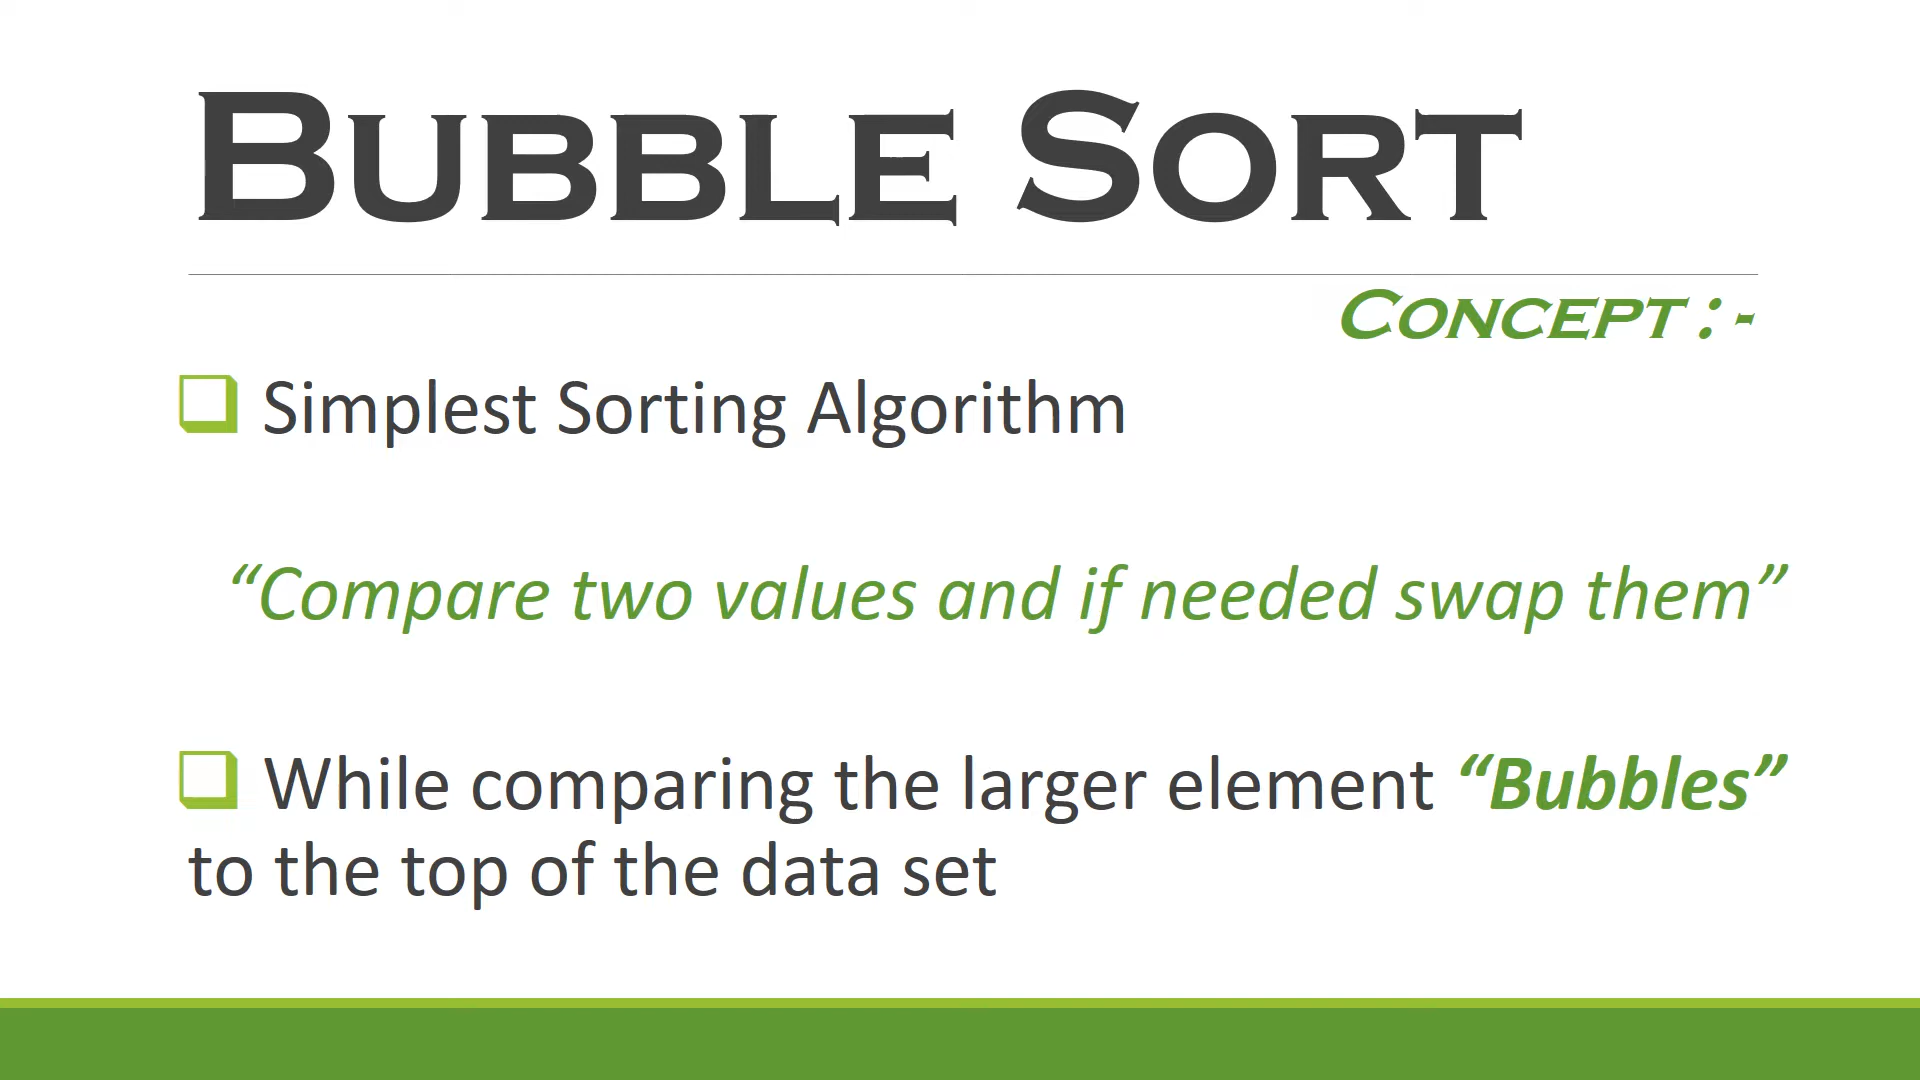 BUBBLE SORT
CONCEPT :-
Simplest Sorting Algorithm
“Compare two values and if needed swap them”
While comparing the larger element “Bubbles”
to the top of the data set